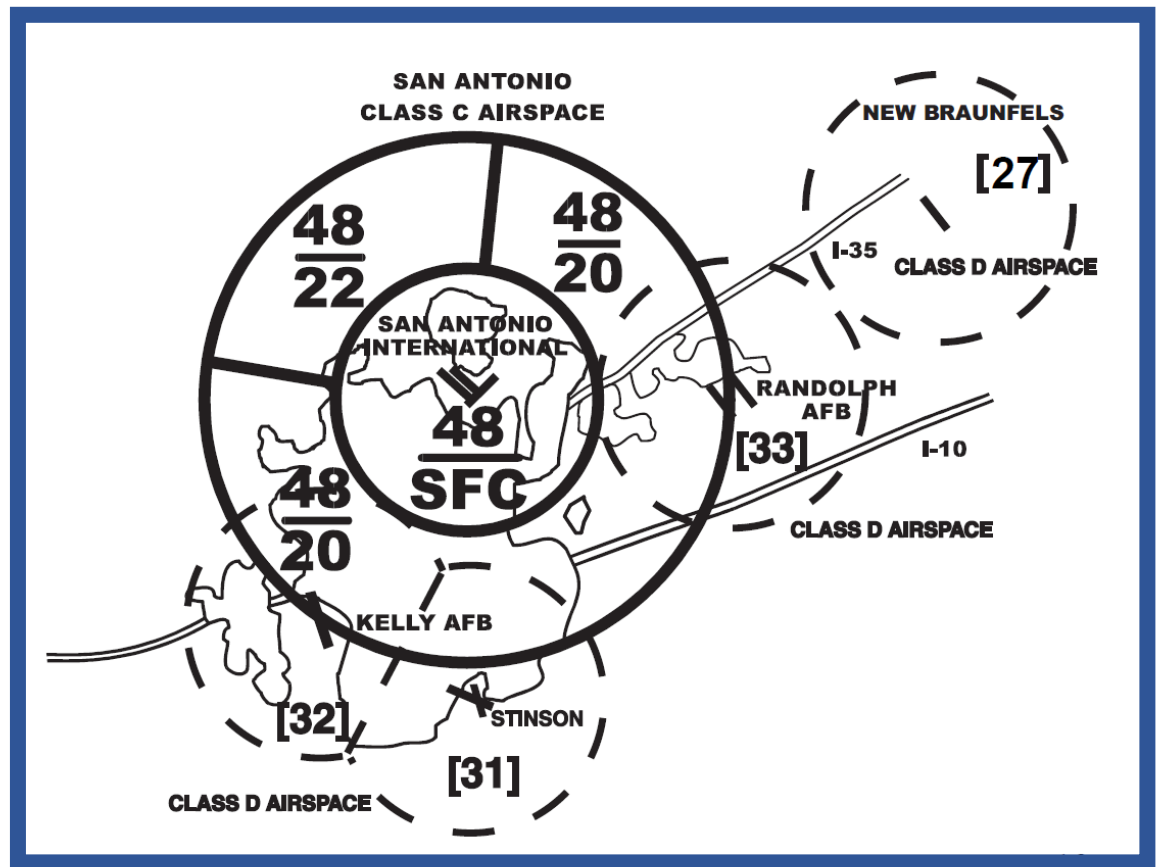 SAN ANTONIO
CLASS C AIRSPACE
NEW BRAUNFELS
[27]
48
22
48
20
I-35
CLASS D AIRSPACE
SAN ANTONIO
INTERNATIONAL
48
SFC
RANDOLPH
AFB
[33]
I-10
48
20
CLASS D AIRSPACE
KELLY AFB
[32]
STINSON
[31]
CLASS D AIRSPACE